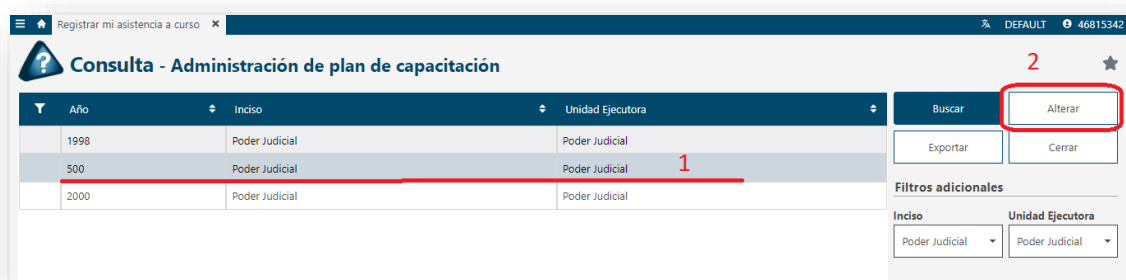 Registrar mi asistencia a curso ×
DEFAULT 46815342
? Consulta - Administración de plan de capacitación
2
Año Inciso Unidad Ejecutora
Buscar Alterar
1998 Poder Judicial Poder Judicial
Exportar Cerrar
500 Poder Judicial Poder Judicial 1
Filtros adicionales
2000 Poder Judicial Poder Judicial
Inciso Unidad Ejecutora
Poder Judicial Poder Judicial